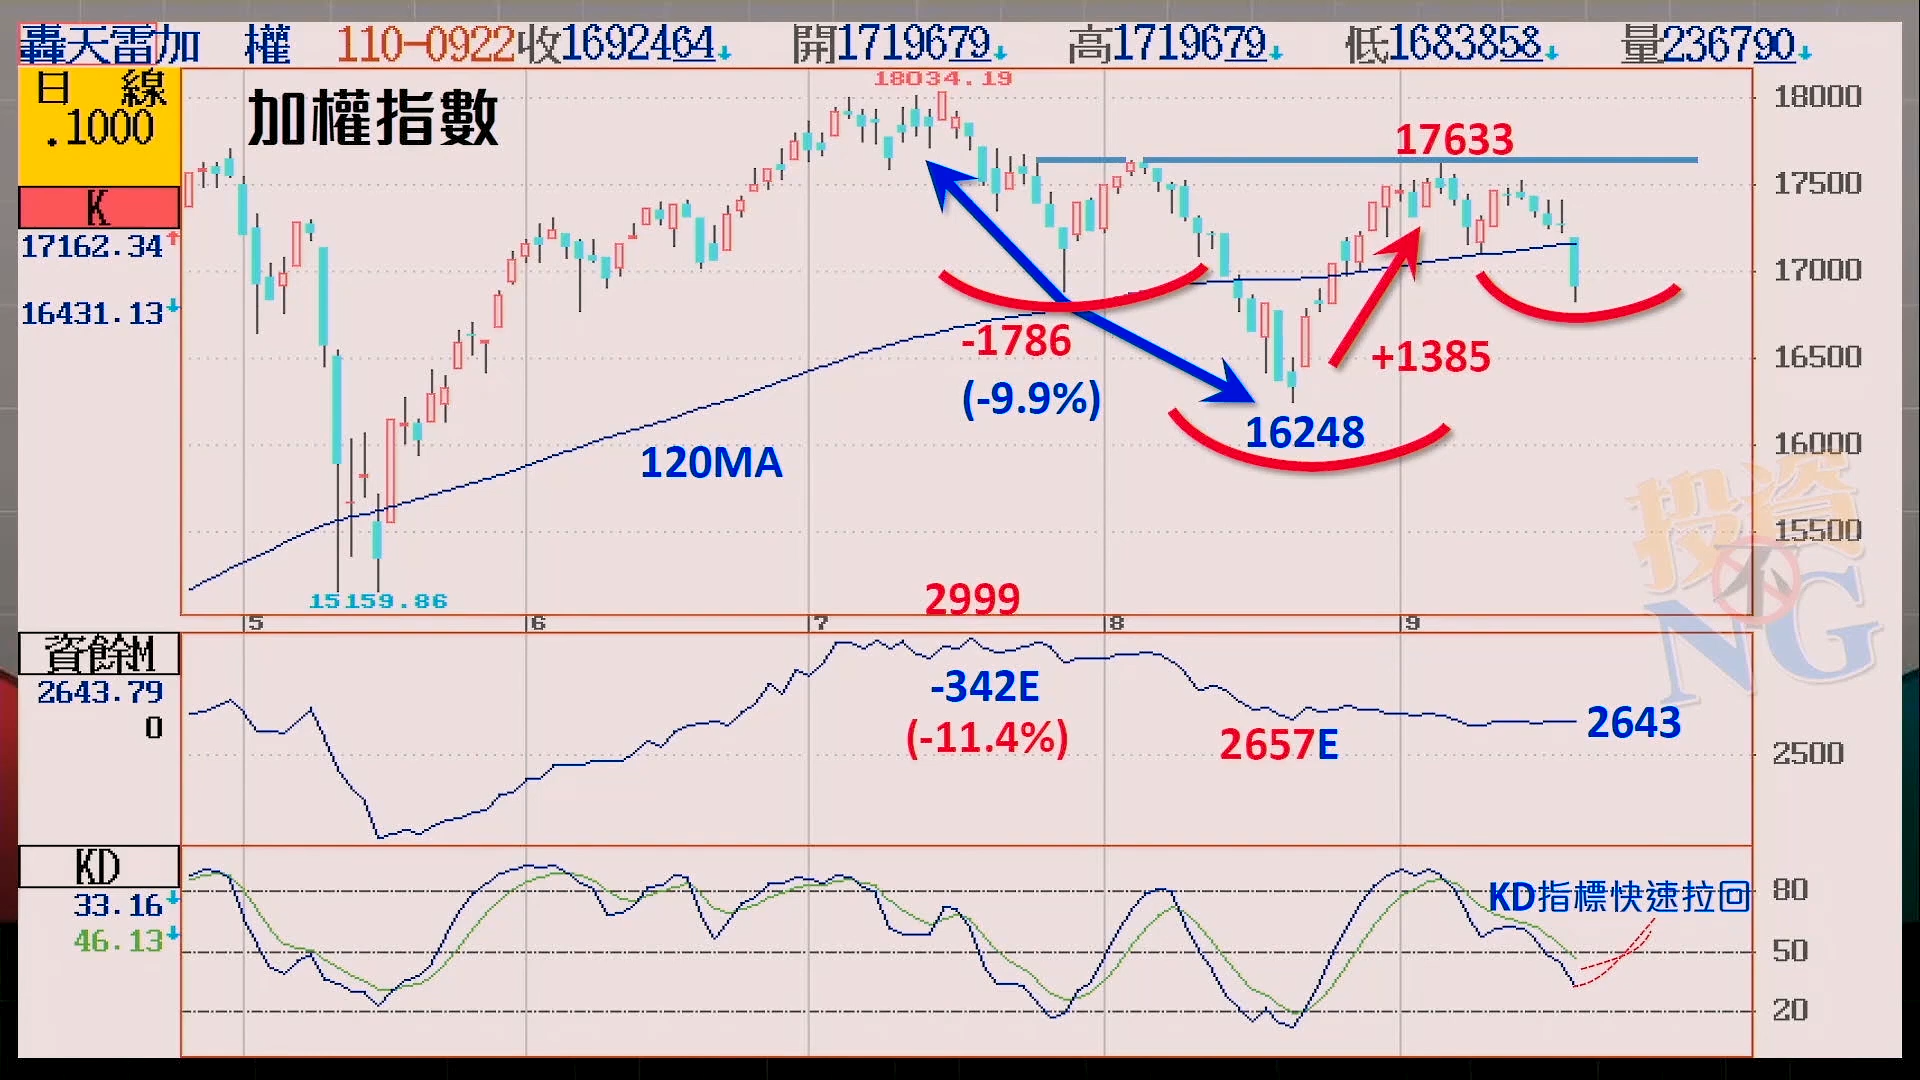 轟天雷加 權 110-0922收1692464↓ 開1719679↓ 高1719679↓ 低1683858↓ 量236790↓
日 線
.1000
加權指數
18034.19
18000
17633
K
17500
17162.34↑
17000
16431.13↓
-1786
16500
+1385
(-9.9%)
16248
16000
120MA
投資
15500
不
NG
15159.86
2999
5 6 7 8 9
資餘M
2643.79
0
-342E
(-11.4%)
2657E
2643
2500
KD
33.16↓
46.13↓
KD指標快速拉回
80
50
20